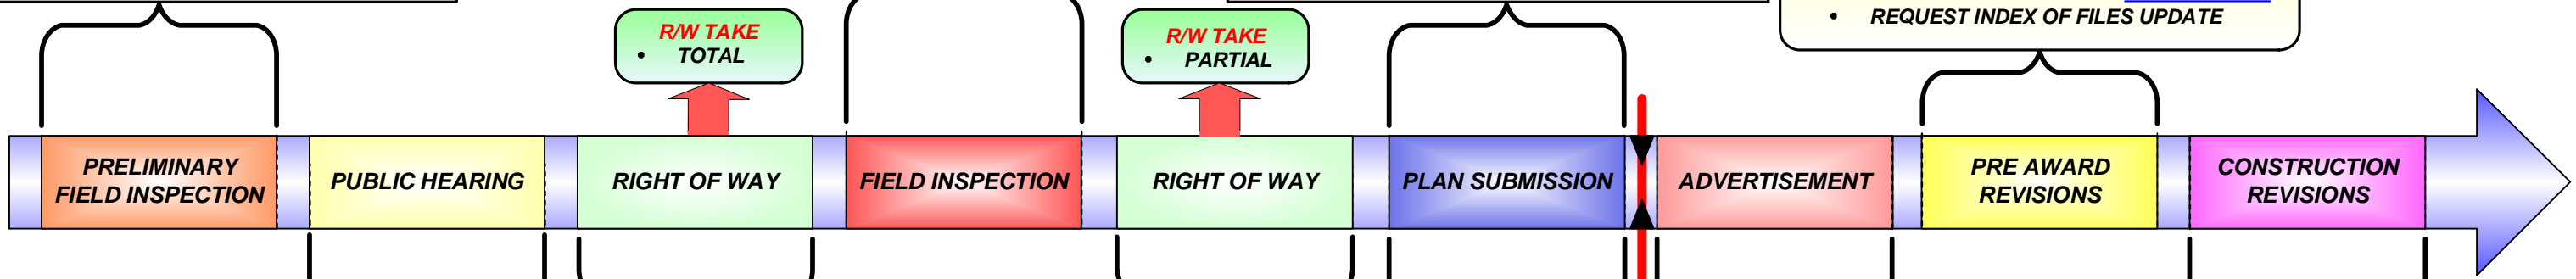 R/W TAKE
• TOTAL
R/W TAKE
• PARTIAL
• REQUEST INDEX OF FILES UPDATE
PRELIMINARY
FIELD INSPECTION
PUBLIC HEARING
RIGHT OF WAY
FIELD INSPECTION
RIGHT OF WAY
PLAN SUBMISSION
ADVERTISEMENT
PRE AWARD
REVISIONS
CONSTRUCTION
REVISIONS